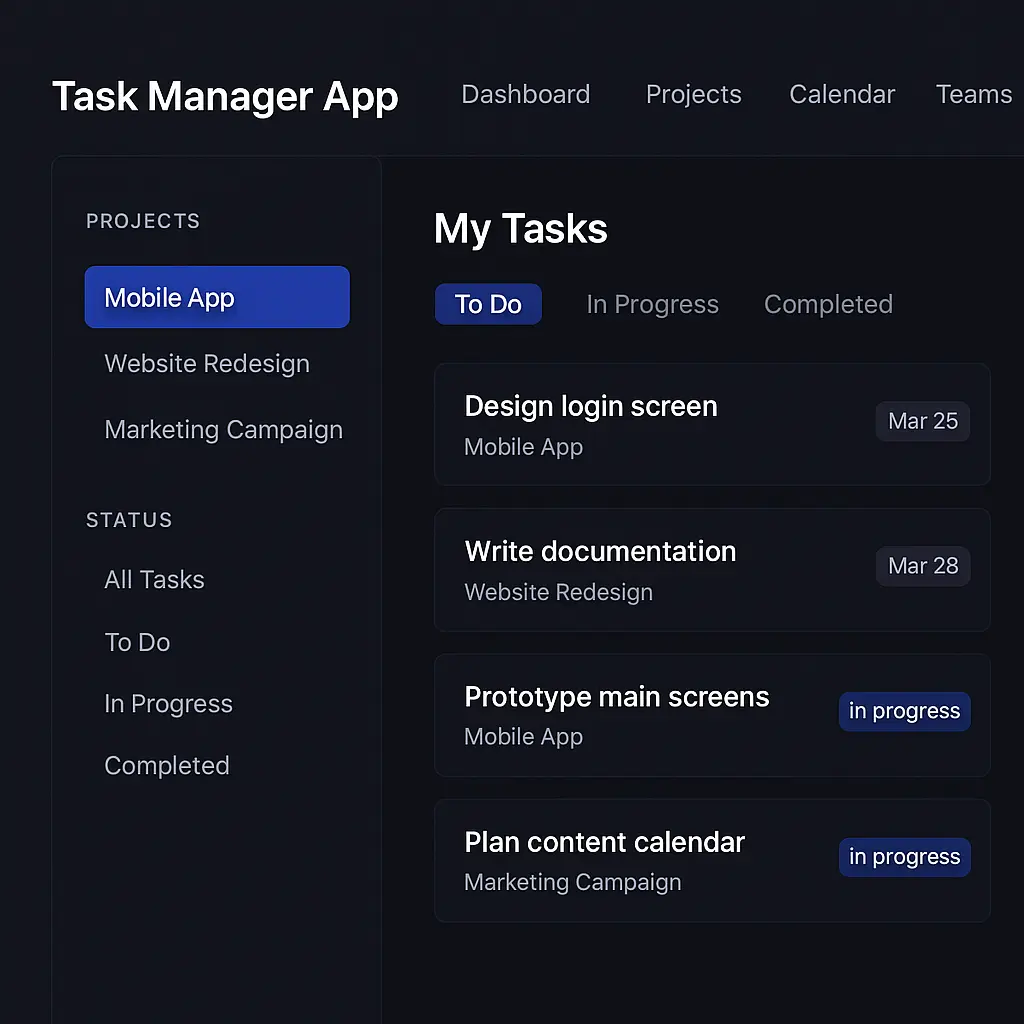 Task Manager App
Dashboard
Projects
Calendar
Teams
PROJECTS
Mobile App
Website Redesign
Marketing Campaign
STATUS
All Tasks
To Do
In Progress
Completed
My Tasks
To Do
In Progress
Completed
Design login screen
Mobile App
Mar 25
Write documentation
Website Redesign
Mar 28
Prototype main screens
Mobile App
in progress
Plan content calendar
Marketing Campaign
in progress